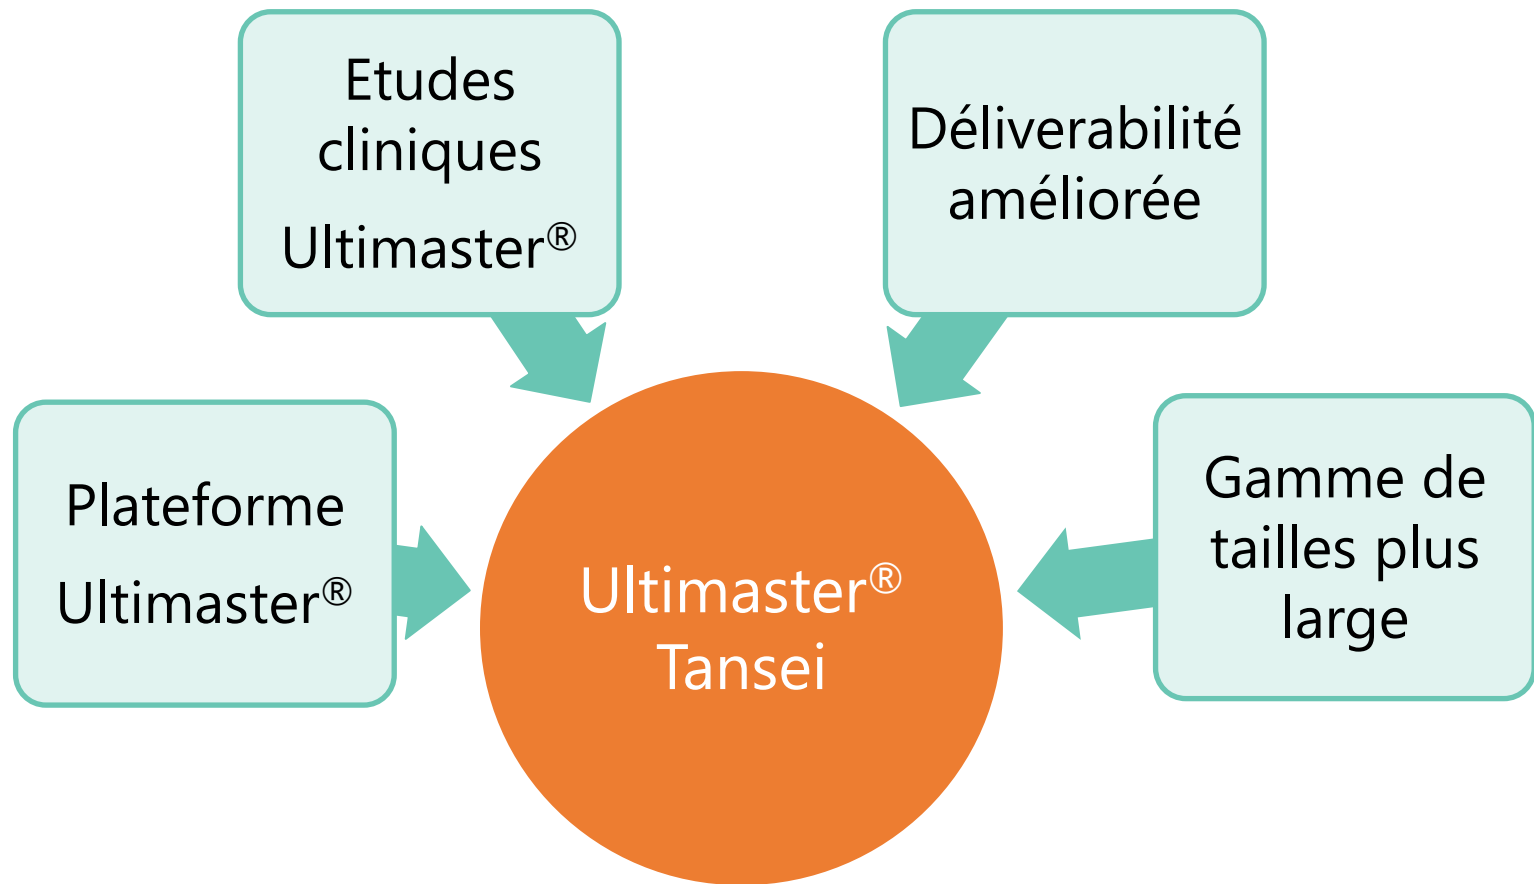 Etudes
cliniques
Ultimaster®
Déliverabilité
améliorée
Plateforme
Ultimaster®
Gamme de
tailles plus
large
Ultimaster®
Tansei